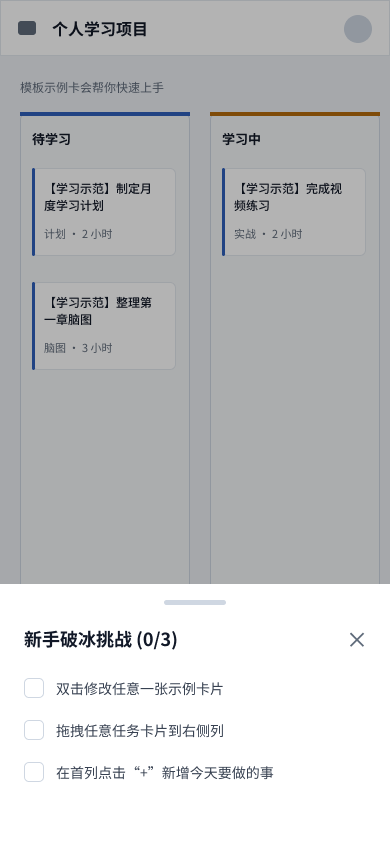 个人学习项目
模板示例卡会帮你快速上手
待学习
【学习示范】制定月
度学习计划
计划 • 2 小时
【学习示范】整理第
一章脑图
脑图 • 3 小时
学习中
【学习示范】完成视
频练习
实战 • 2 小时
新手破冰挑战 (0/3)
双击修改任意一张示例卡片
拖拽任意任务卡片到右侧列
在首列点击“+”新增今天要做的事